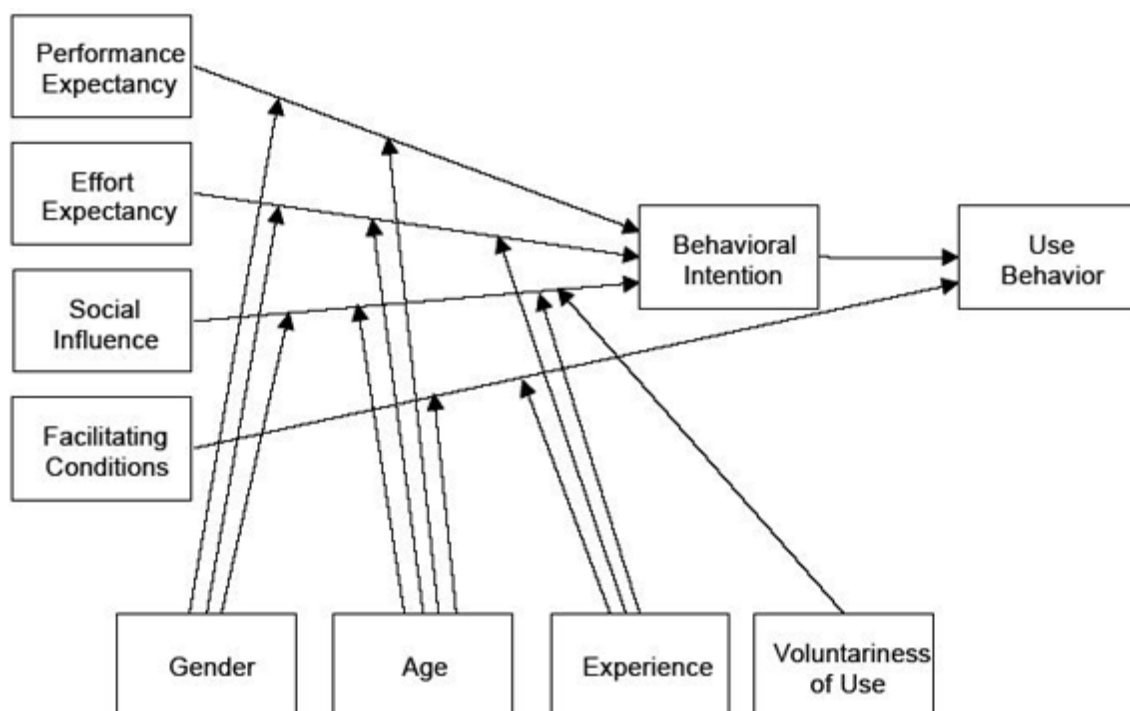 Performance
Expectancy
Effort
Expectancy
Social
Influence
Facilitating
Conditions
Behavioral
Intention
Use
Behavior
Gender
Age
Experience
Voluntariness
of Use